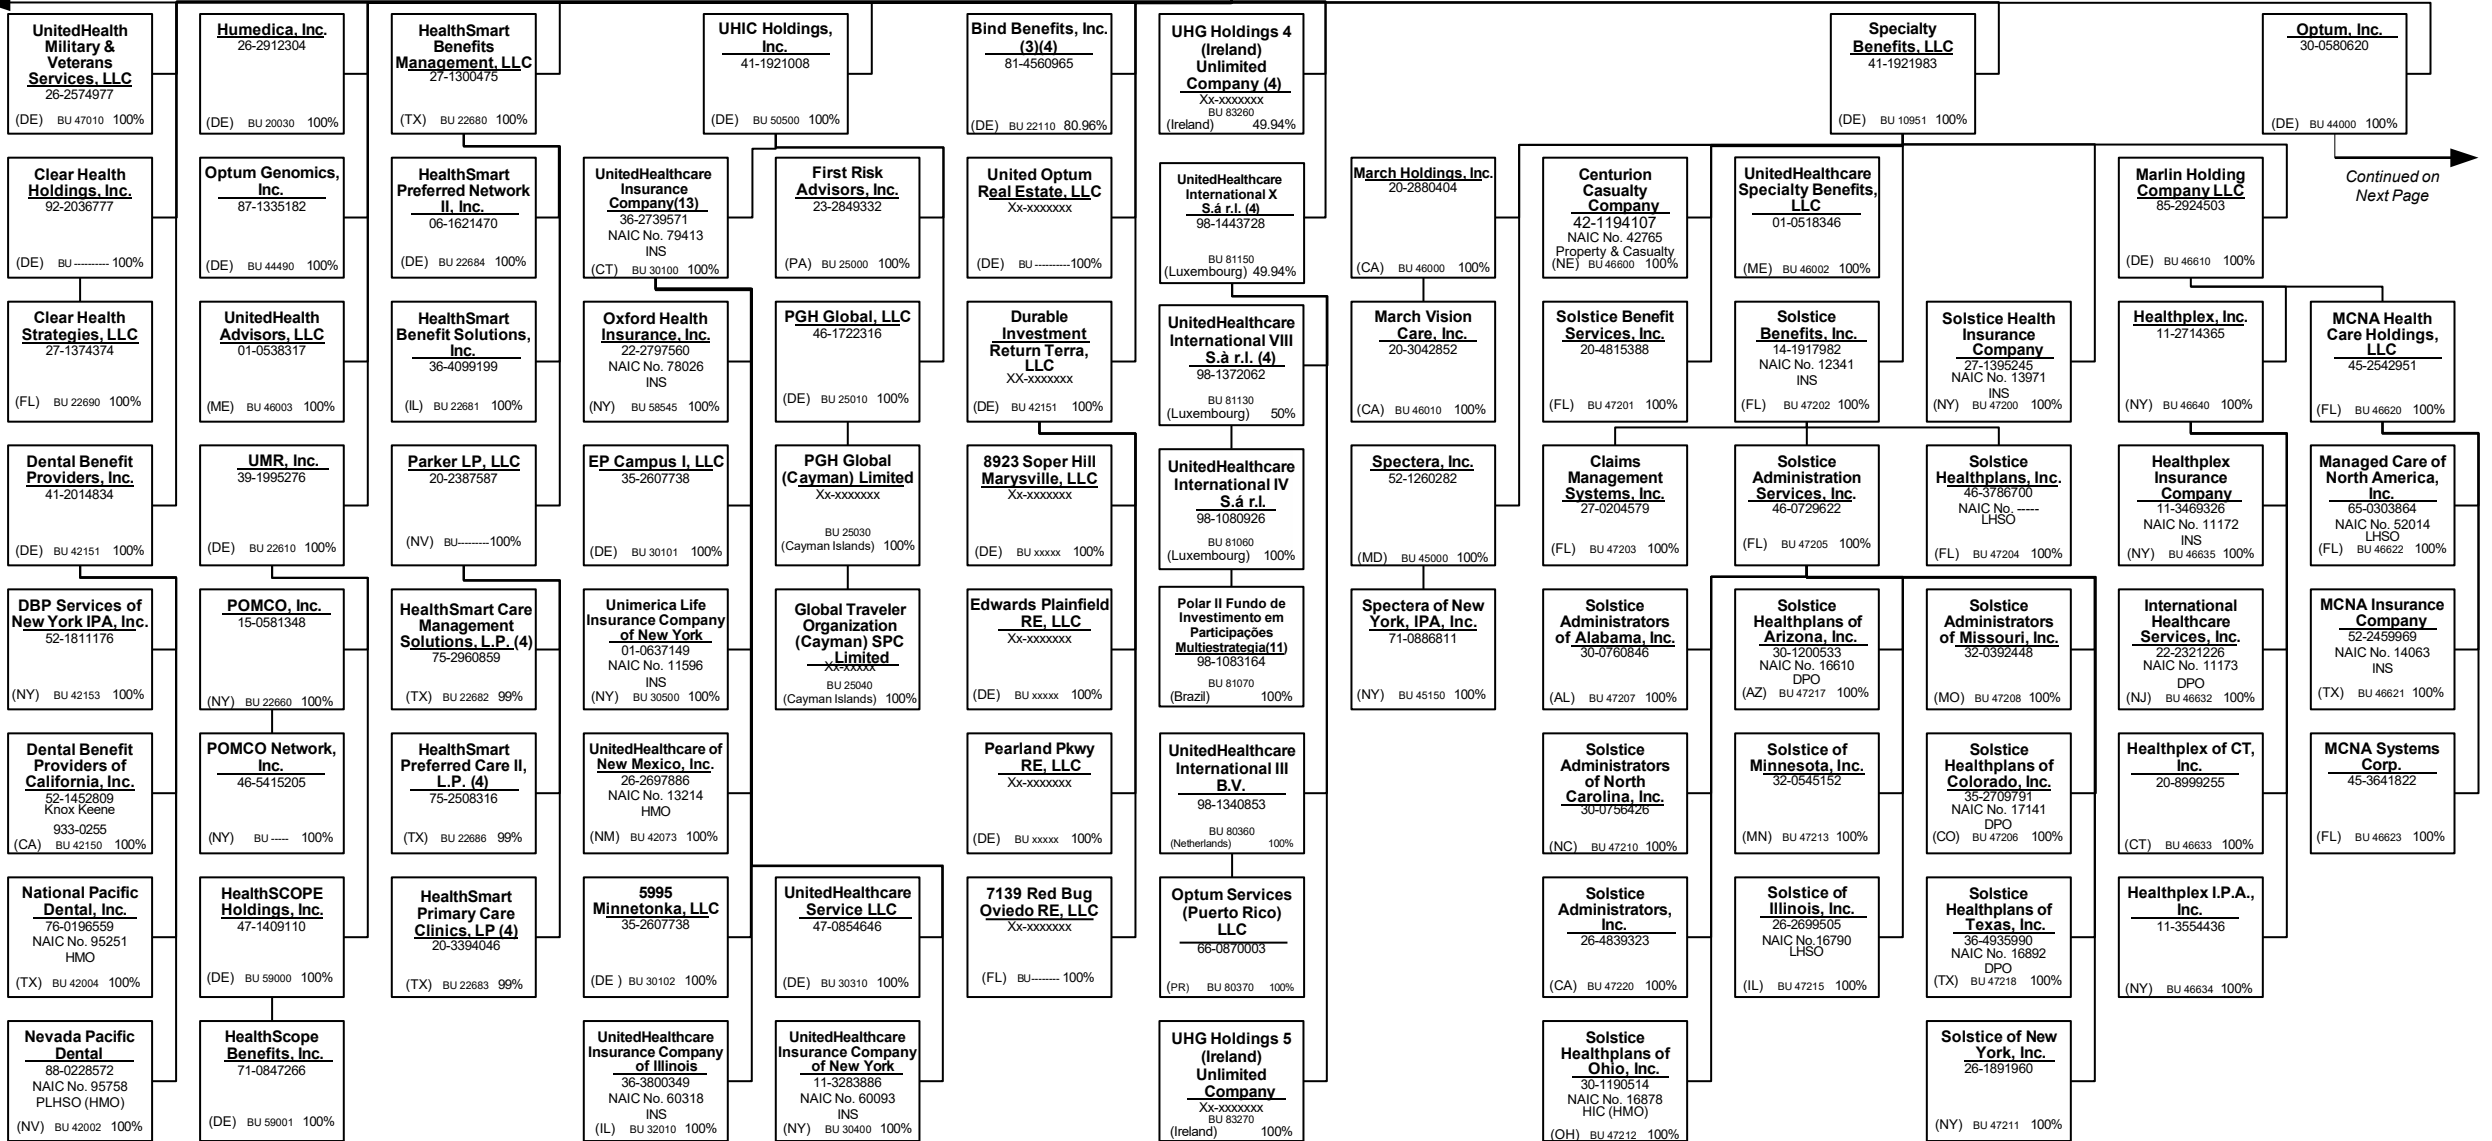 UnitedHealth
Military &
Veterans
Services, LLC
26-2574977
(DE) BU 47010 100%
Humedica, Inc.
26-2912304
(DE) BU 20030 100%
HealthSmart
Benefits
Management, LLC
27-1300475
(TX) BU 22680 100%
UHIC Holdings,
Inc.
41-1921008
(DE) BU 50500 100%
Bind Benefits, Inc.
(3)(4)
81-4560965
(DE) BU 22110 80.96%
UHG Holdings 4
(Ireland)
Unlimited
Company (4)
Xx-xxxxxxx
BU 83260
(Ireland) 49.94%
Specialty
Benefits, LLC
41-1921983
(DE) BU 10951 100%
Optum, Inc.
30-0580620
(DE) BU 44000 100%
Clear Health
Holdings, Inc.
92-2036777
(DE) BU ---------- 100%
Optum Genomics,
Inc.
87-1335182
(DE) BU 44490 100%
HealthSmart
Preferred Network
II, Inc.
06-1621470
(DE) BU 22684 100%
UnitedHealthcare
Insurance
Company(13)
36-2739571
NAIC No. 79413
INS
(CT) BU 30100 100%
First Risk
Advisors, Inc.
23-2849332
(PA) BU 25000 100%
United Optum
Real Estate, LLC
Xx-xxxxxxx
(DE) BU ----------100%
UnitedHealthcare
International X
S.á r.l. (4)
98-1443728
BU 81150
(Luxembourg) 49.94%
March Holdings, Inc.
20-2880404
(CA) BU 46000 100%
Centurion
Casualty
Company
42-1194107
NAIC No. 42765
Property & Casualty
(NE) BU 46600 100%
UnitedHealthcare
Specialty Benefits,
LLC
01-0518346
(ME) BU 46002 100%
Marlin Holding
Company LLC
85-2924503
(DE) BU 46610 100%
Continued on
Next Page
Clear Health
Strategies, LLC
27-1374374
(FL) BU 22690 100%
UnitedHealth
Advisors, LLC
01-0538317
(ME) BU 46003 100%
HealthSmart
Benefit Solutions,
Inc.
36-4099199
(IL) BU 22681 100%
Oxford Health
Insurance, Inc.
22-2797560
NAIC No. 78026
INS
(NY) BU 58545 100%
PGH Global, LLC
46-1722316
(DE) BU 25010 100%
Durable
Investment
Return Terra,
LLC
XX-xxxxxxx
(DE) BU 42151 100%
UnitedHealthcare
International VIII
S.à r.l. (4)
98-1372062
BU 81130
(Luxembourg) 50%
March Vision
Care, Inc.
20-3042852
(CA) BU 46010 100%
Solstice Benefit
Services, Inc.
20-4815388
(FL) BU 47201 100%
Solstice
Benefits, Inc.
14-1917982
NAIC No. 12341
INS
(FL) BU 47202 100%
Solstice Health
Insurance
Company
27-1395245
NAIC No. 13971
INS
(NY) BU 47200 100%
Healthplex, Inc.
11-2714365
(NY) BU 46640 100%
MCNA Health
Care Holdings,
LLC
45-2542951
(FL) BU 46620 100%
Dental Benefit
Providers, Inc.
41-2014834
(DE) BU 42151 100%
UMR, Inc.
39-1995276
(DE) BU 22610 100%
Parker LP, LLC
20-2387587
(NV) BU---------100%
EP Campus I, LLC
35-2607738
(DE) BU 30101 100%
PGH Global
(Cayman) Limited
Xx-xxxxxxx
BU 25030
(Cayman Islands) 100%
8923 Soper Hill
Marysville, LLC
Xx-xxxxxxx
(DE) BU xxxxx 100%
UnitedHealthcare
International IV
S.á r.l.
98-1080926
BU 81060
(Luxembourg) 100%
Spectera, Inc.
52-1260282
(MD) BU 45000 100%
Claims
Management
Systems, Inc.
27-0204579
(FL) BU 47203 100%
Solstice
Administration
Services, Inc.
46-0729622
(FL) BU 47205 100%
Solstice
Healthplans, Inc.
46-3786700
NAIC No. -----
LHSO
(FL) BU 47204 100%
Healthplex
Insurance
Company
11-3469326
NAIC No. 11172
INS
(NY) BU 46635 100%
Managed Care of
North America,
Inc.
65-0303864
NAIC No. 52014
LHSO
(FL) BU 46622 100%
DBP Services of
New York IPA, Inc.
52-1811176
(NY) BU 42153 100%
POMCO, Inc.
15-0581348
(NY) BU 22660 100%
HealthSmart Care
Management
Solutions, L.P. (4)
75-2960859
(TX) BU 22682 99%
Unimerica Life
Insurance Company
of New York
01-0637149
NAIC No. 11596
INS
(NY) BU 30500 100%
Global Traveler
Organization
(Cayman) SPC
Limited
Xx-xxxxx
BU 25040
(Cayman Islands) 100%
Edwards Plainfield
RE, LLC
Xx-xxxxxxx
(DE) BU xxxxx 100%
Polar II Fundo de
Investimento em
Participações
Multiestrategia(11)
98-1083164
BU 81070
(Brazil) 100%
Spectera of New
York, IPA, Inc.
71-0886811
(NY) BU 45150 100%
Solstice
Administrators
of Alabama, Inc.
30-0760846
(AL) BU 47207 100%
Solstice
Healthplans of
Arizona, Inc.
30-1200533
NAIC No. 16610
DPO
(AZ) BU 47217 100%
Solstice
Administrators
of Missouri, Inc.
32-0392448
(MO) BU 47208 100%
International
Healthcare
Services, Inc.
22-2321226
NAIC No. 11173
DPO
(NJ) BU 46632 100%
MCNA Insurance
Company
52-2459969
NAIC No. 14063
INS
(TX) BU 46621 100%
Dental Benefit
Providers of
California, Inc.
52-1452809
Knox Keene
933-0255
(CA) BU 42150 100%
POMCO Network,
Inc.
46-5415205
(NY) BU ----- 100%
HealthSmart
Preferred Care II,
L.P. (4)
75-2508316
(TX) BU 22686 99%
UnitedHealthcare of
New Mexico, Inc.
26-2697886
NAIC No. 13214
HMO
(NM) BU 42073 100%
Pearland Pkwy
RE, LLC
Xx-xxxxxxx
(DE) BU xxxxx 100%
UnitedHealthcare
International III
B.V.
98-1340853
BU 80360
(Netherlands) 100%
Solstice
Administrators
of North
Carolina, Inc.
30-0756426
(NC) BU 47210 100%
Solstice of
Minnesota, Inc.
32-0545152
(MN) BU 47213 100%
Solstice
Healthplans of
Colorado, Inc.
35-2709791
NAIC No. 17141
DPO
(CO) BU 47206 100%
Healthplex of CT,
Inc.
20-8999255
(CT) BU 46633 100%
MCNA Systems
Corp.
45-3641822
(FL) BU 46623 100%
National Pacific
Dental, Inc.
76-0196559
NAIC No. 95251
HMO
(TX) BU 42004 100%
HealthSCOPE
Holdings, Inc.
47-1409110
(DE) BU 59000 100%
HealthSmart
Primary Care
Clinics, LP (4)
20-3394046
(TX) BU 22683 99%
5995
Minnetonka, LLC
35-2607738
(DE ) BU 30102 100%
UnitedHealthcare
Service LLC
47-0854646
(DE) BU 30310 100%
7139 Red Bug
Oviedo RE, LLC
Xx-xxxxxxx
(FL) BU-------- 100%
Optum Services
(Puerto Rico)
LLC
66-0870003
(PR) BU 80370 100%
Solstice
Administrators,
Inc.
26-4839323
(CA) BU 47220 100%
Solstice of
Illinois, Inc.
26-2699505
NAIC No.16790
LHSO
(IL) BU 47215 100%
Solstice
Healthplans of
Texas, Inc.
36-4935990
NAIC No. 16892
DPO
(TX) BU 47218 100%
Healthplex I.P.A.,
Inc.
11-3554436
(NY) BU 46634 100%
Nevada Pacific
Dental
88-0228572
NAIC No. 95758
PLHSO (HMO)
(NV) BU 42002 100%
HealthScope
Benefits, Inc.
71-0847266
(DE) BU 59001 100%
UnitedHealthcare
Insurance Company
of Illinois
36-3800349
NAIC No. 60318
INS
(IL) BU 32010 100%
UnitedHealthcare
Insurance Company
of New York
11-3283886
NAIC No. 60093
INS
(NY) BU 30400 100%
UHG Holdings 5
(Ireland)
Unlimited
Company
Xx-xxxxxxx
BU 83270
(Ireland) 100%
Solstice
Healthplans of
Ohio, Inc.
30-1190514
NAIC No. 16878
HIC (HMO)
(OH) BU 47212 100%
Solstice of New
York, Inc.
26-1891960
(NY) BU 47211 100%